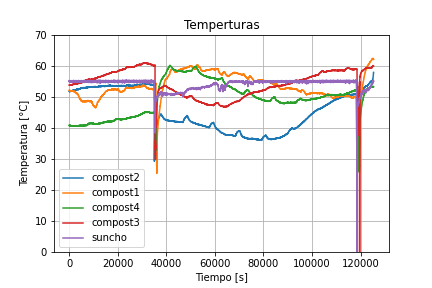 Temperturas
70
60
50
40
30
20
10
0
Temperatura [°C]
compost2
compost1
compost4
compost3
suncho
0 20000 40000 60000 80000 100000 120000
Tiempo [s]